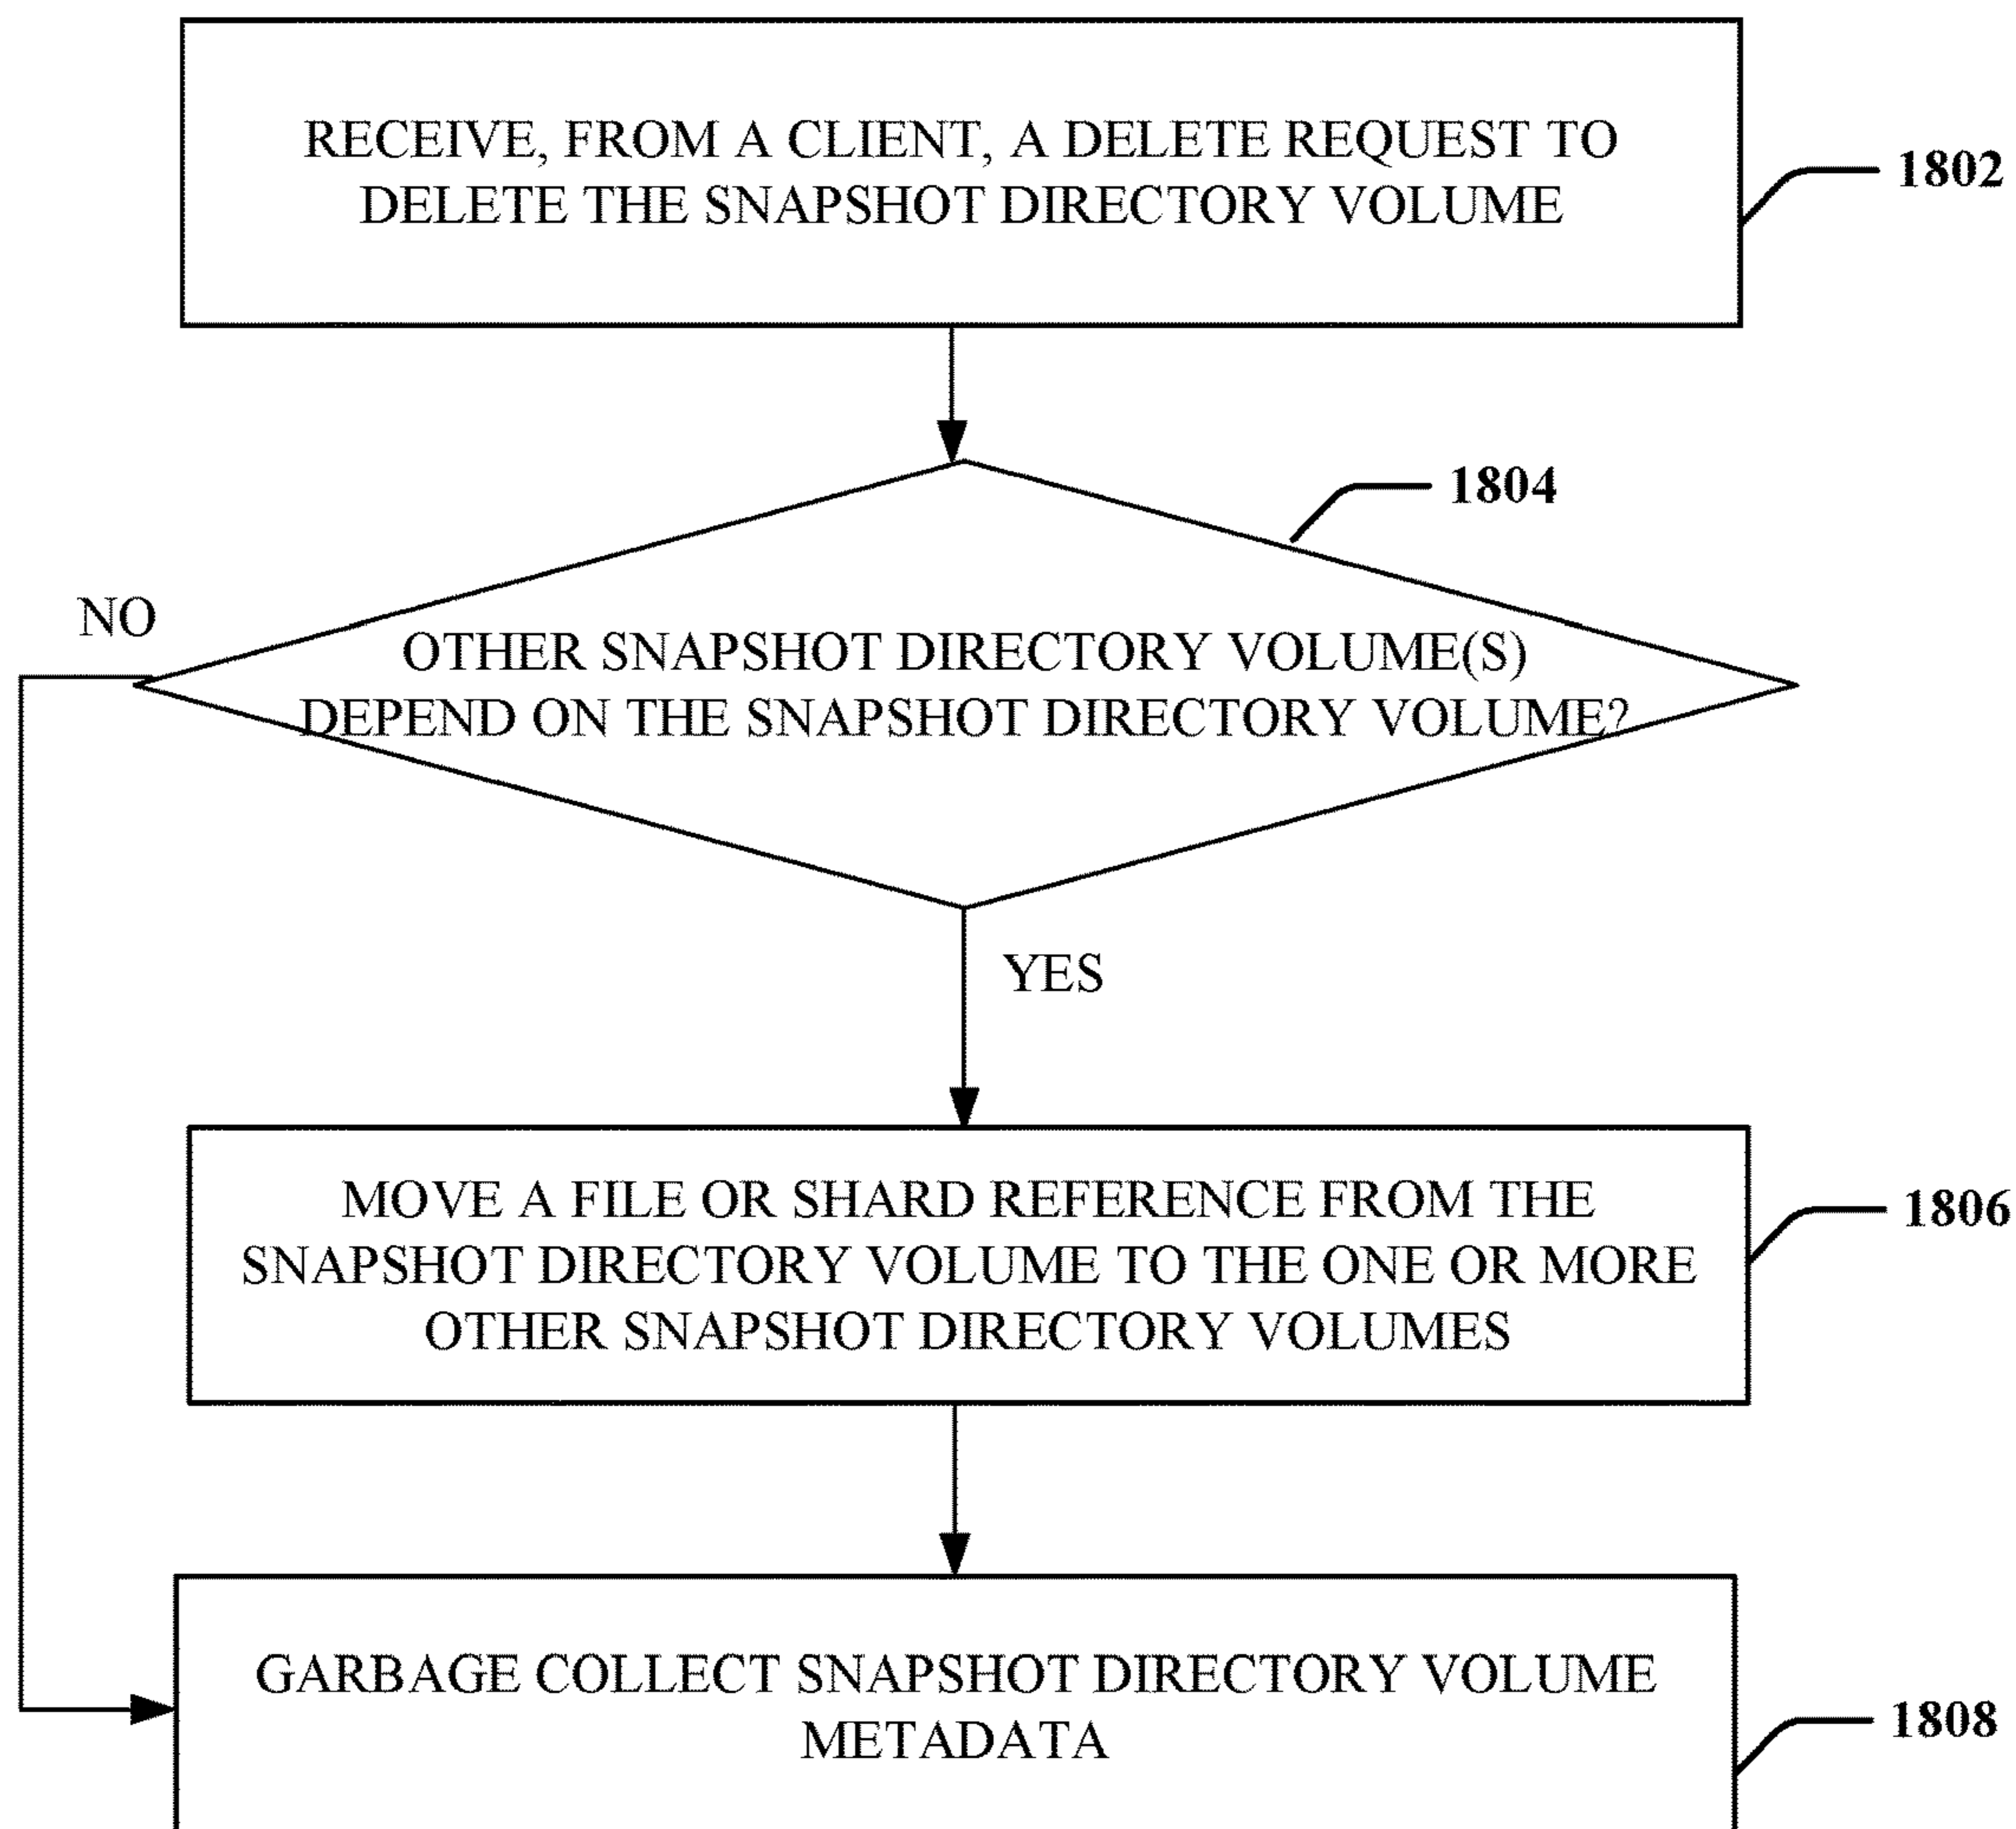 RECEIVE, FROM A CLIENT, A DELETE REQUEST TO
DELETE THE SNAPSHOT DIRECTORY VOLUME
1802
1804
NO
OTHER SNAPSHOT DIRECTORY VOLUME(S)
DEPEND ON THE SNAPSHOT DIRECTORY VOLUME?
YES
MOVE A FILE OR SHARD REFERENCE FROM THE
SNAPSHOT DIRECTORY VOLUME TO THE ONE OR MORE
OTHER SNAPSHOT DIRECTORY VOLUMES
1806
GARBAGE COLLECT SNAPSHOT DIRECTORY VOLUME
METADATA
1808